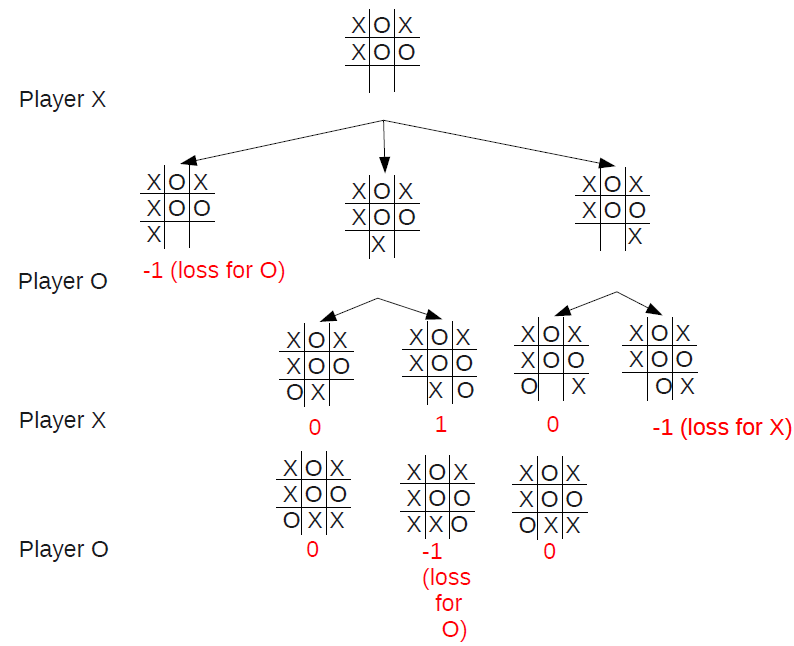 X O X
X O O
Player X
X O X
X O O
X
-1 (loss for O)
X O X
X O O
X
X O X
X O O
X
Player O
X O X
X O O
O X
0
X O X
X O O
X O
1
X O X
X O O
O X
0
X O X
X O O
O X
-1 (loss for X)
Player X
X O X
X O O
O X X
0
X O X
X O O
X X O
-1
(loss
for
O)
X O X
X O O
O X X
0
Player O